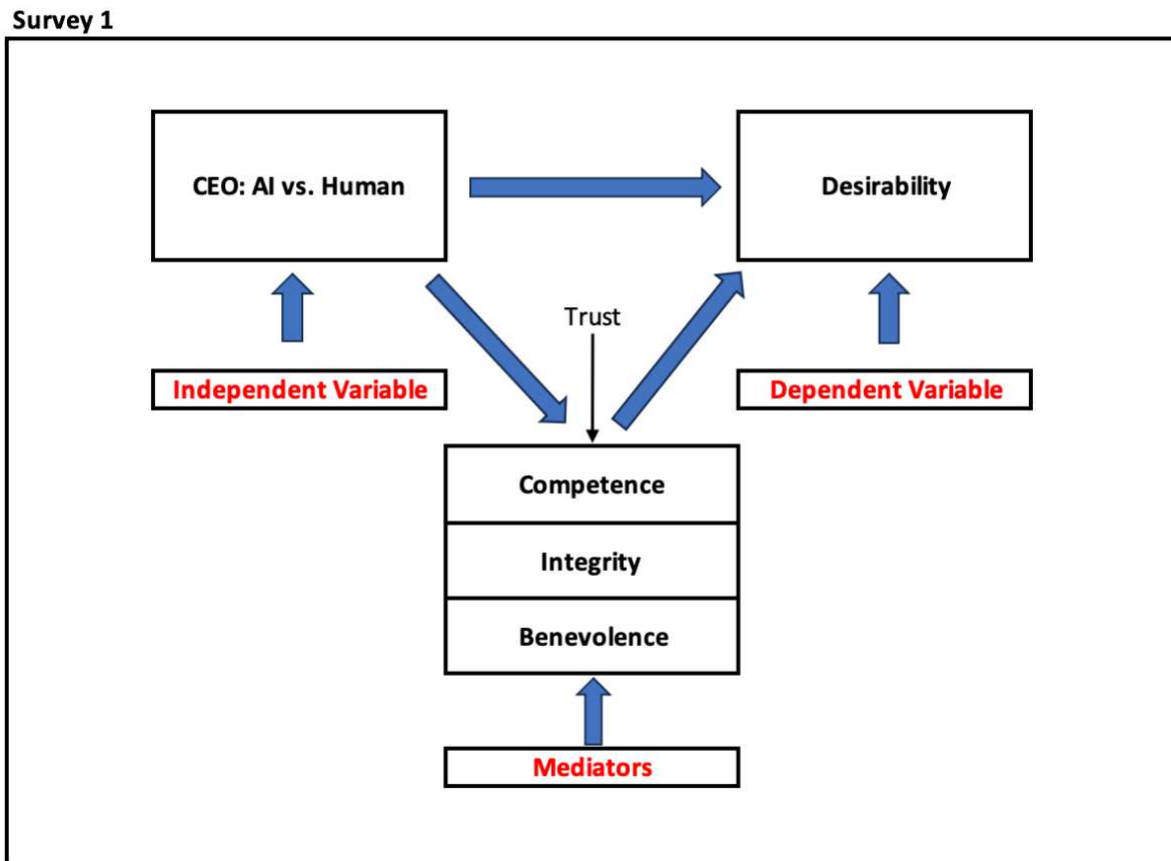 Survey 1
CEO: AI vs. Human
Desirability
Trust
Independent Variable
Dependent Variable
Competence
Integrity
Benevolence
Mediators